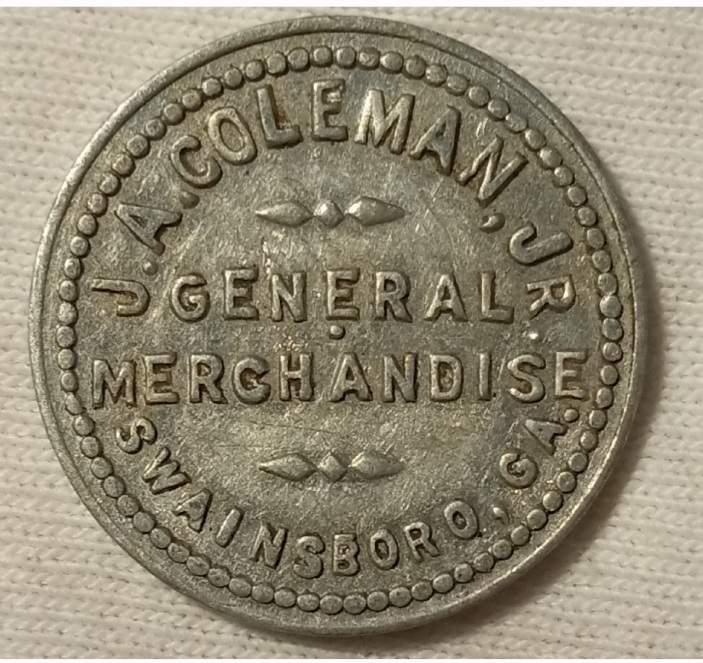 J. A. COLEMAN, JR.
GENERAL
MERCHANDISE
SWAINSBORO, GA.